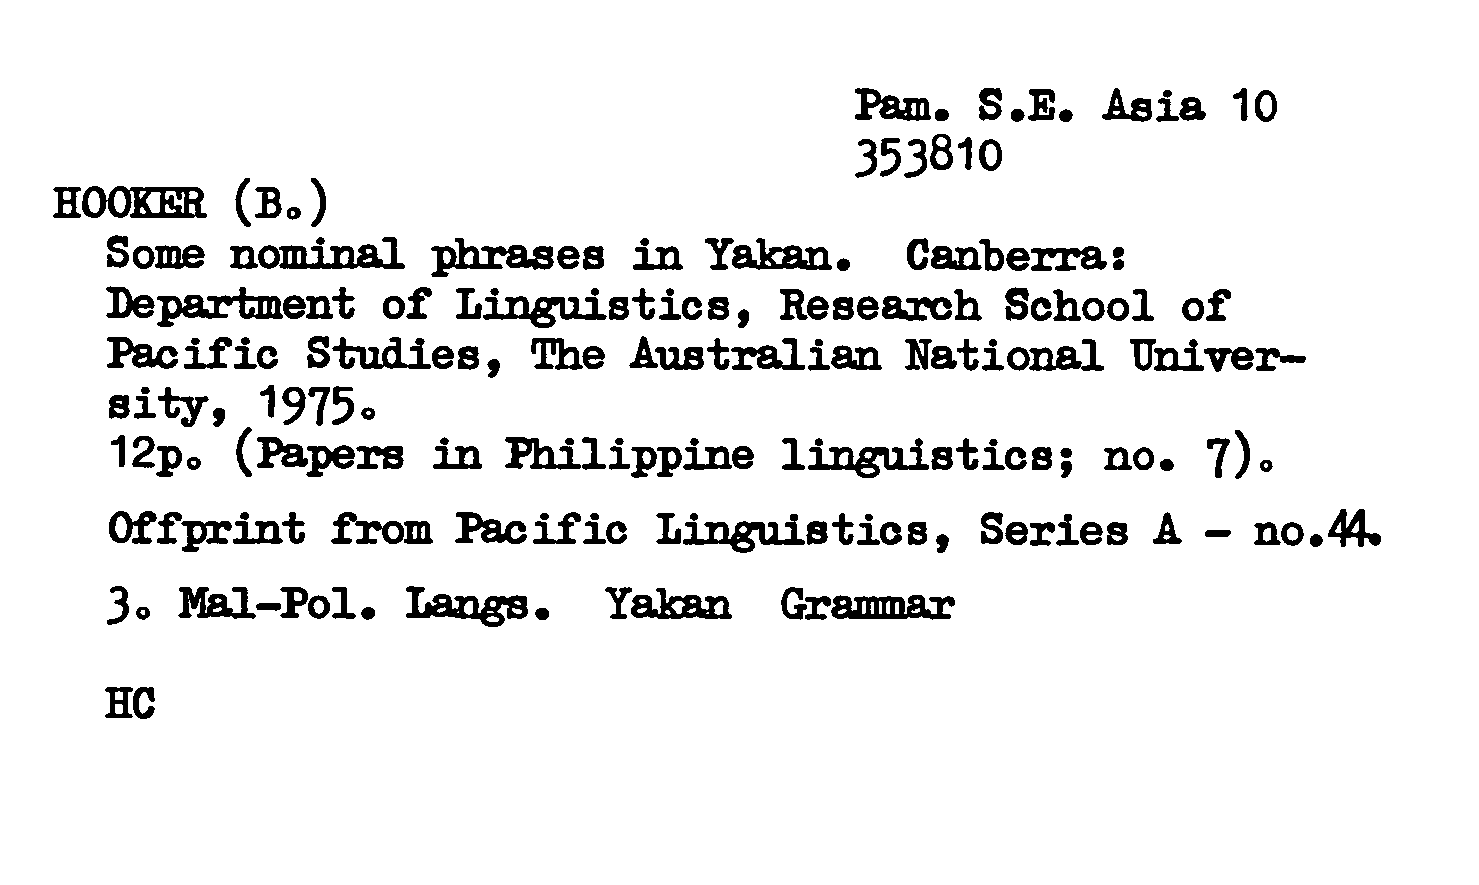 Pam. S.E. Asia 10
353810
HOOKER (B.)
Some nominal phrases in Yakan. Canberra:
Department of Linguistics, Research School of
Pacific Studies, The Australian National Univer-
sity, 1975.
12p. (Papers in Philippine linguistics; no. 7).
Offprint from Pacific Linguistics, Series A - no.44.
3. Mal-Pol. Langs. Yakan Grammar
HC